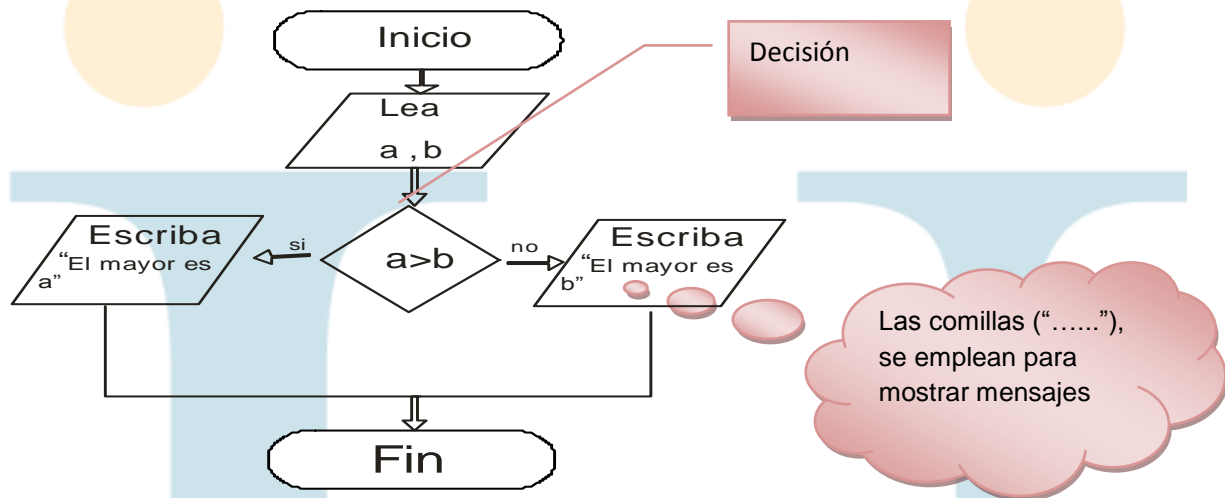 Inicio
Decisión
Lea
a , b
a>b
si
no
Escriba
“El mayor es
a”
Escriba
“El mayor es
b”
Las comillas (“…...”),
se emplean para
mostrar mensajes
Fin